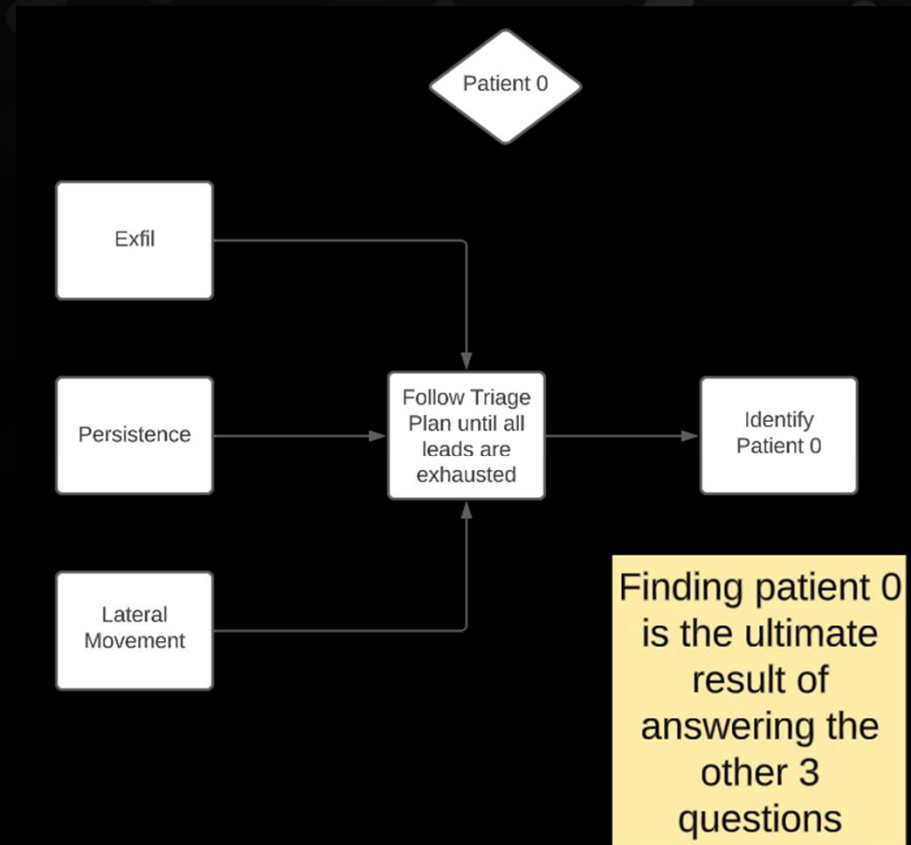 Patient 0
Exfil
Persistence
Follow Triage
Plan until all
leads are
exhausted
Identify
Patient 0
Lateral
Movement
Finding patient 0
is the ultimate
result of
answering the
other 3
questions